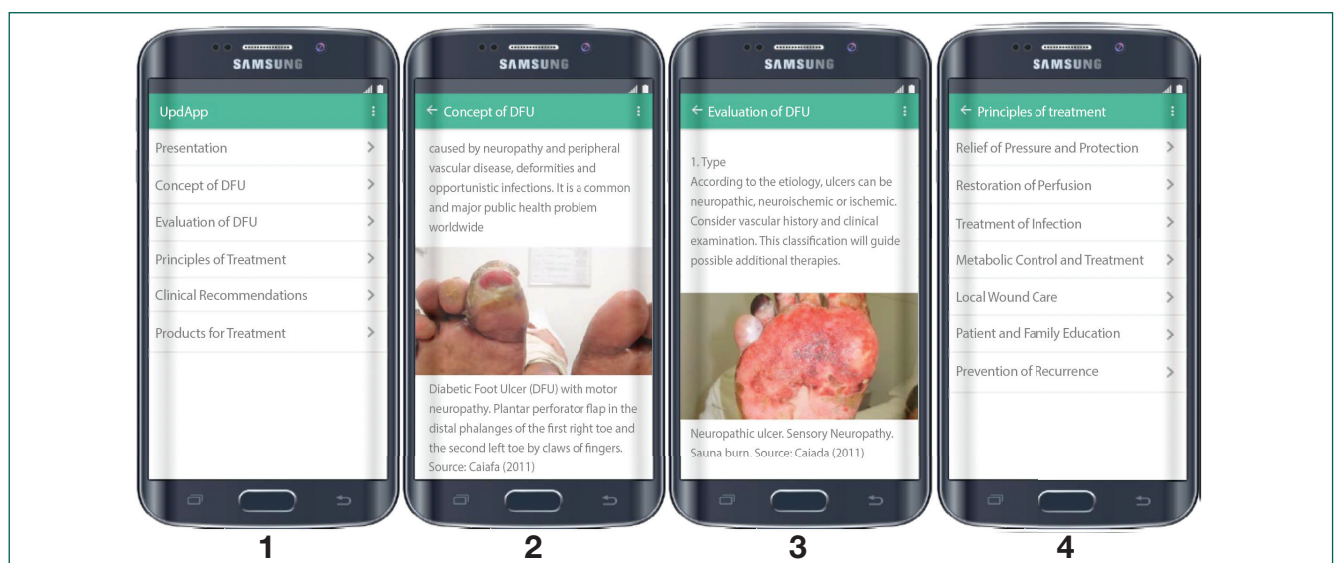 SAMSUNG
UpdApp
Presentation
Concept of DFU
Evaluation of DFU
Principles of Treatment
Clinical Recommendations
Products for Treatment
1
SAMSUNG
Concept of DFU
caused by neuropathy and peripheral
vascular disease, deformities and
opportunistic infections. It is a common
and major public health problem
worldwide
Diabetic Foot Ulcer (DFU) with motor
neuropathy. Plantar perforator flap in the
distal phalanges of the first right toe and
the second left toe by claws of fingers.
Source: Caiafa (2011)
2
SAMSUNG
Evaluation of DFU
1. Type
According to the etiology, ulcers can be
neuropathic, neuroischemic or ischemic.
Consider vascular history and clinical
examination. This classification will guide
possible additional therapies.
Neuropathic ulcer. Sensory Neuropathy.
Sauna burn. Source: Caiada (2011)
3
SAMSUNG
Principles of treatment
Relief of Pressure and Protection
Restoration of Perfusion
Treatment of Infection
Metabolic Control and Treatment
Local Wound Care
Patient and Family Education
Prevention of Recurrence
4